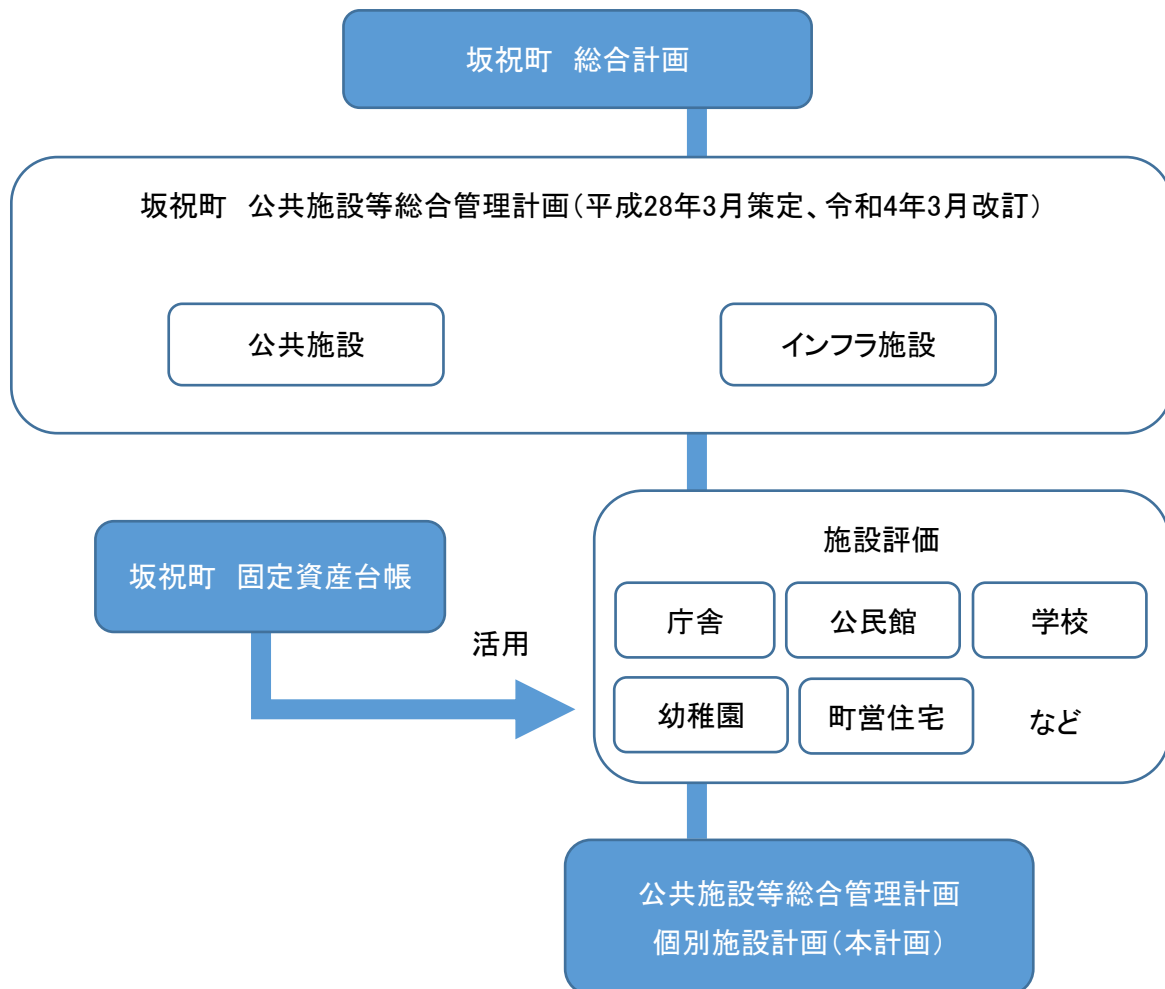 坂祝町　総合計画
坂祝町　公共施設等総合管理計画（平成28年3月策定、令和4年3月改訂）
公共施設
インフラ施設
施設評価
坂祝町　固定資産台帳
活用
庁舎
公民館
学校
幼稚園
町営住宅
など
公共施設等総合管理計画
個別施設計画（本計画）